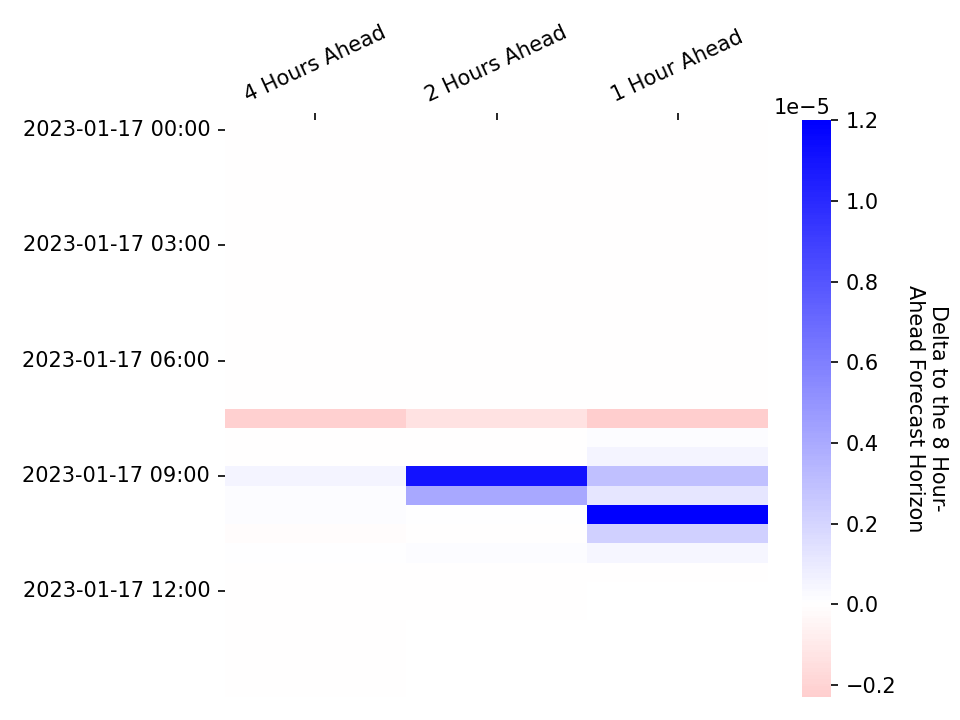 4 Hours Ahead
2 Hours Ahead
1 Hour Ahead
2023-01-17 00:00
2023-01-17 03:00
2023-01-17 06:00
2023-01-17 09:00
2023-01-17 12:00
1e−5
1.2
1.0
0.8
0.6
0.4
0.2
0.0
−0.2
Delta to the 8 Hour-
Ahead Forecast Horizon